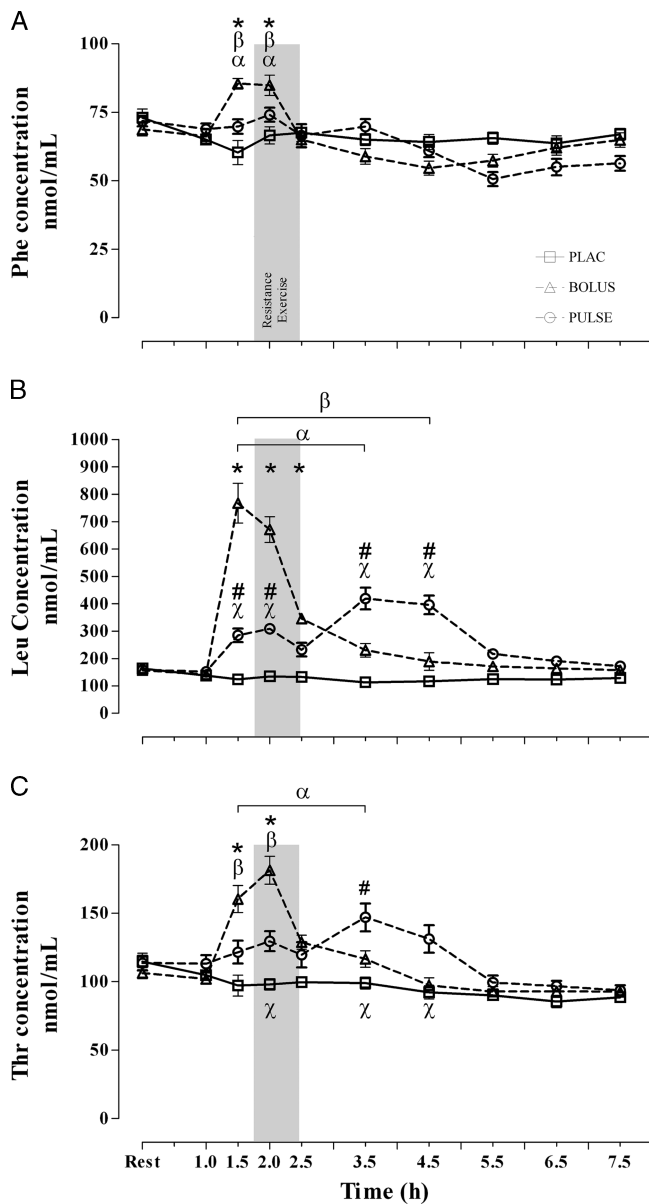 A
*
*
β
β
α
α
100
75
50
25
0
Phe concentration
nmol/mL
Resistance
Exercise
PLAC
BOLUS
PULSE
B
β
α
1000
900
800
700
600
500
400
300
200
100
0
Leu Concentration
nmol/mL
* * *
# #
χ χ
# #
χ χ
C
α
200
150
100
50
0
Thr concentration
nmol/mL
*
*
β
β
#
χ χ χ
Rest 1.0 1.5 2.0 2.5 3.5 4.5 5.5 6.5 7.5
Time (h)